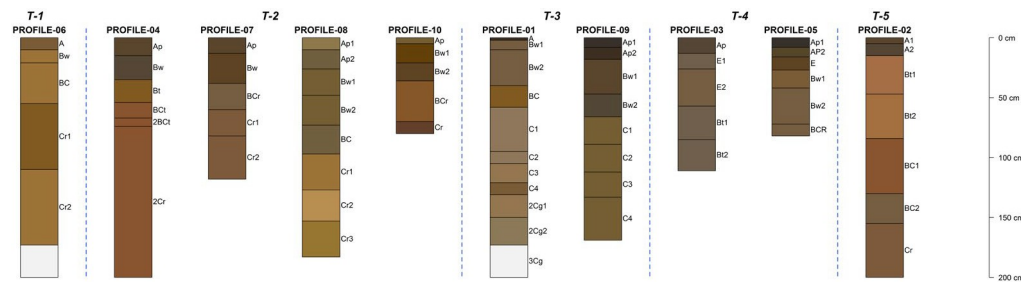 T-1
T-2
T-3
T-4
T-5
PROFILE-06
PROFILE-04
PROFILE-07
PROFILE-08
PROFILE-10
PROFILE-01
PROFILE-09
PROFILE-03
PROFILE-05
PROFILE-02
A
Bw
BC
Cr1
Cr2
Ap
Bw
Bt
BCt
2BCt
2Cr
Ap
Bw
BCr
Cr1
Cr2
Ap1
Ap2
Bw1
Bw2
BC
Cr1
Cr2
Cr3
Ap
Bw1
Bw2
BCr
Cr
A
Bw1
Bw2
BC
C1
C2
C3
C4
2Cg1
2Cg2
3Cg
Ap1
Ap2
Bw1
Bw2
C1
C2
C3
C4
Ap
E1
E2
Bt1
Bt2
Ap1
AP2
E
Bw1
Bw2
BCR
A1
A2
Bt1
Bt2
BC1
BC2
Cr
0 cm
50 cm
100 cm
150 cm
200 cm